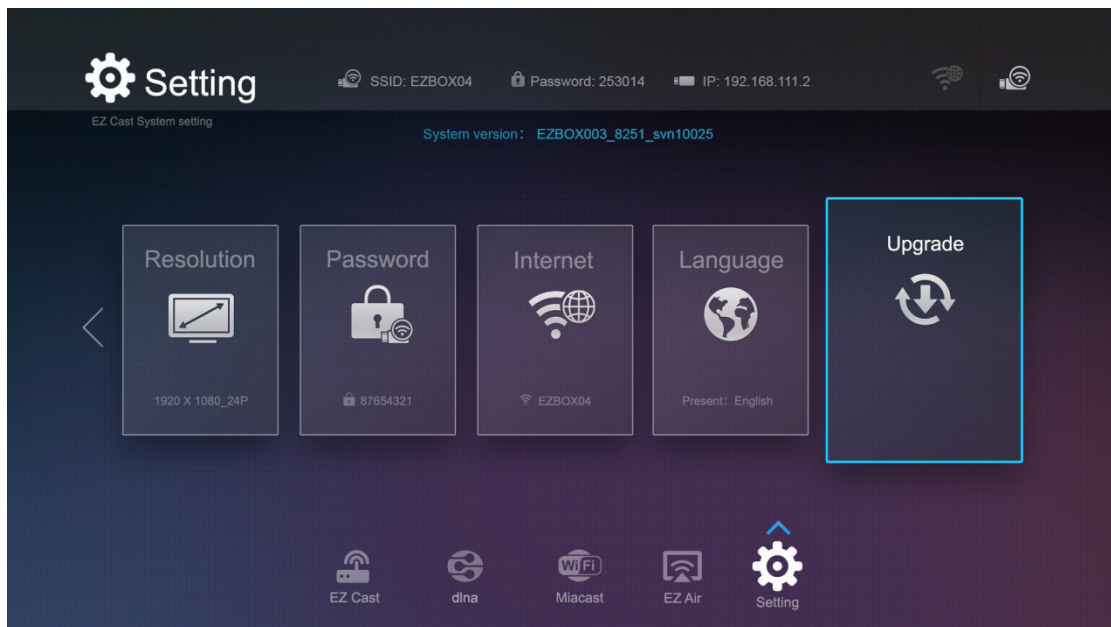 Setting
SSID: EZBOX04
Password: 253014
IP: 192.168.111.2
EZ Cast System setting
System version: EZBOX003_8251_svn10025
Resolution
1920 X 1080_24P
Password
87654321
Internet
EZBOX04
Language
Present: English
Upgrade
EZ Cast
dlna
WiFi
Miacast
EZ Air
Setting